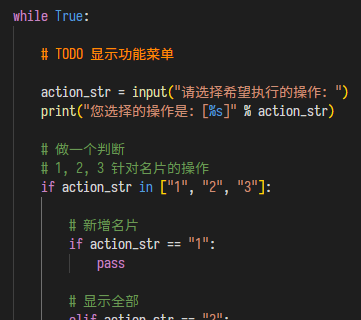 while True:
# TODO 显示功能菜单
action_str = input("请选择希望执行的操作: ")
print("您选择的操作是: [%s]" % action_str)
# 做一个判断
# 1, 2, 3 针对名片的操作
if action_str in ["1", "2", "3"]:
# 新增名片
if action_str == "1":
pass
# 显示全部
elif action_str == "2":